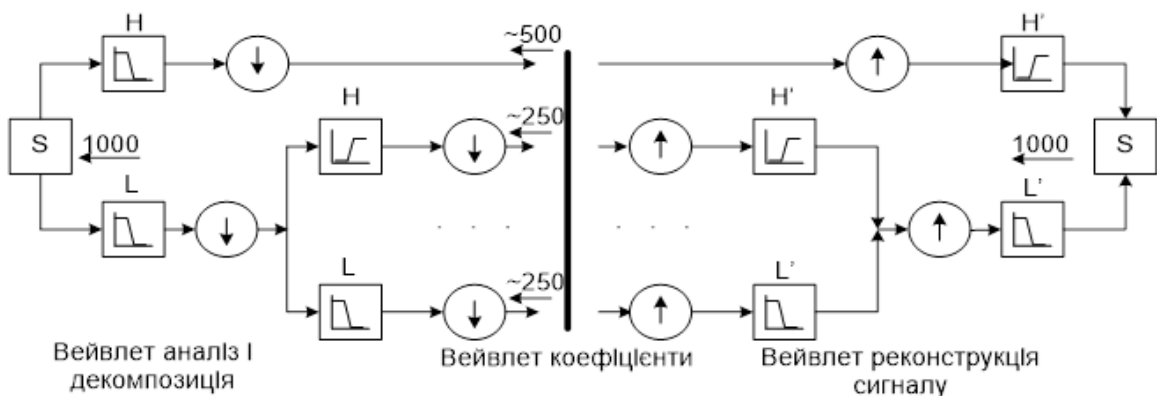 H
~500
H'
H
~250
H'
S
1000
1000
S
L
L'
. . .
. . .
L
~250
L'
Вейвлет аналіз І
декомпозиція
Вейвлет коефіцієнти
Вейвлет реконструкція
сигналу